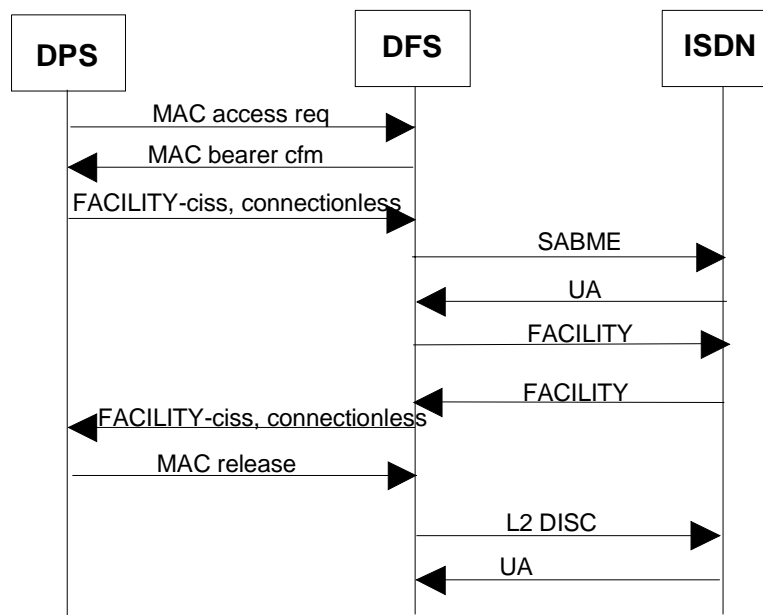 DPS
DFS
ISDN
MAC access req
MAC bearer cfm
FACILITY-ciss, connectionless
SABME
UA
FACILITY
FACILITY
FACILITY-ciss, connectionless
MAC release
L2 DISC
UA